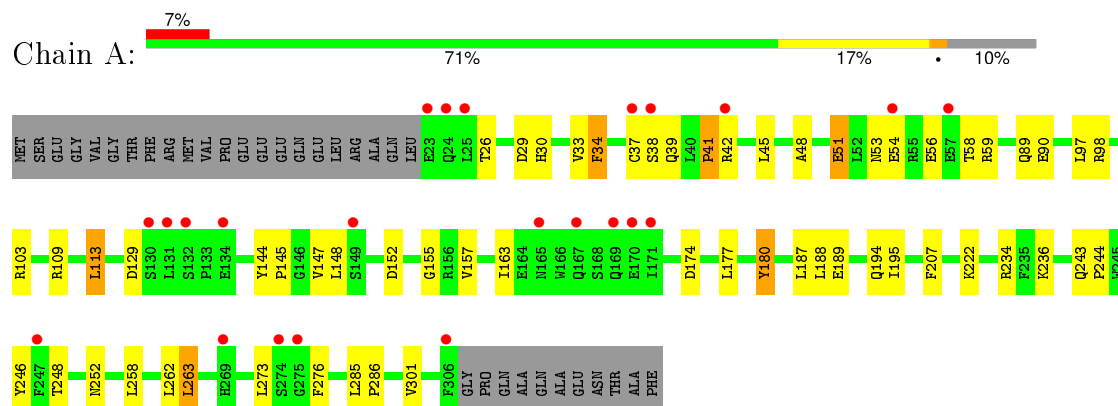 7%
Chain A:
71% 17% • 10%
MET SER GLU GLY VAL GLY THR PHE ARG MET VAL PRO GLU GLU GLU GLN GLU LEU ARG ALA GLN LEU E23 Q24 L25 T26 D29 H30 V33 F34 C37 S38 Q39 L40 P41 R42 L45 A48 E51 L52 N53 E54 R55 E56 E57 T58 R59 Q89 E90 L97 R98
R103 R109 L113 D129 S130 L131 S132 P133 E134 Y144 P145 G146 V147 L148 S149 D152 G155 R156 V157 I163 E164 N165 W166 Q167 S168 Q169 E170 I171 D174 L177 Y180 L187 L188 E189 Q194 I195 F207 K222 R234 F235 K236 Q243 P244 W245
Y246 F247 T248 N252 L258 L262 L263 H269 L273 S274 G275 F276 L285 P286 V301 F306 GLY PRO GLN ALA GLN ALA GLU ASN THR ALA PHE